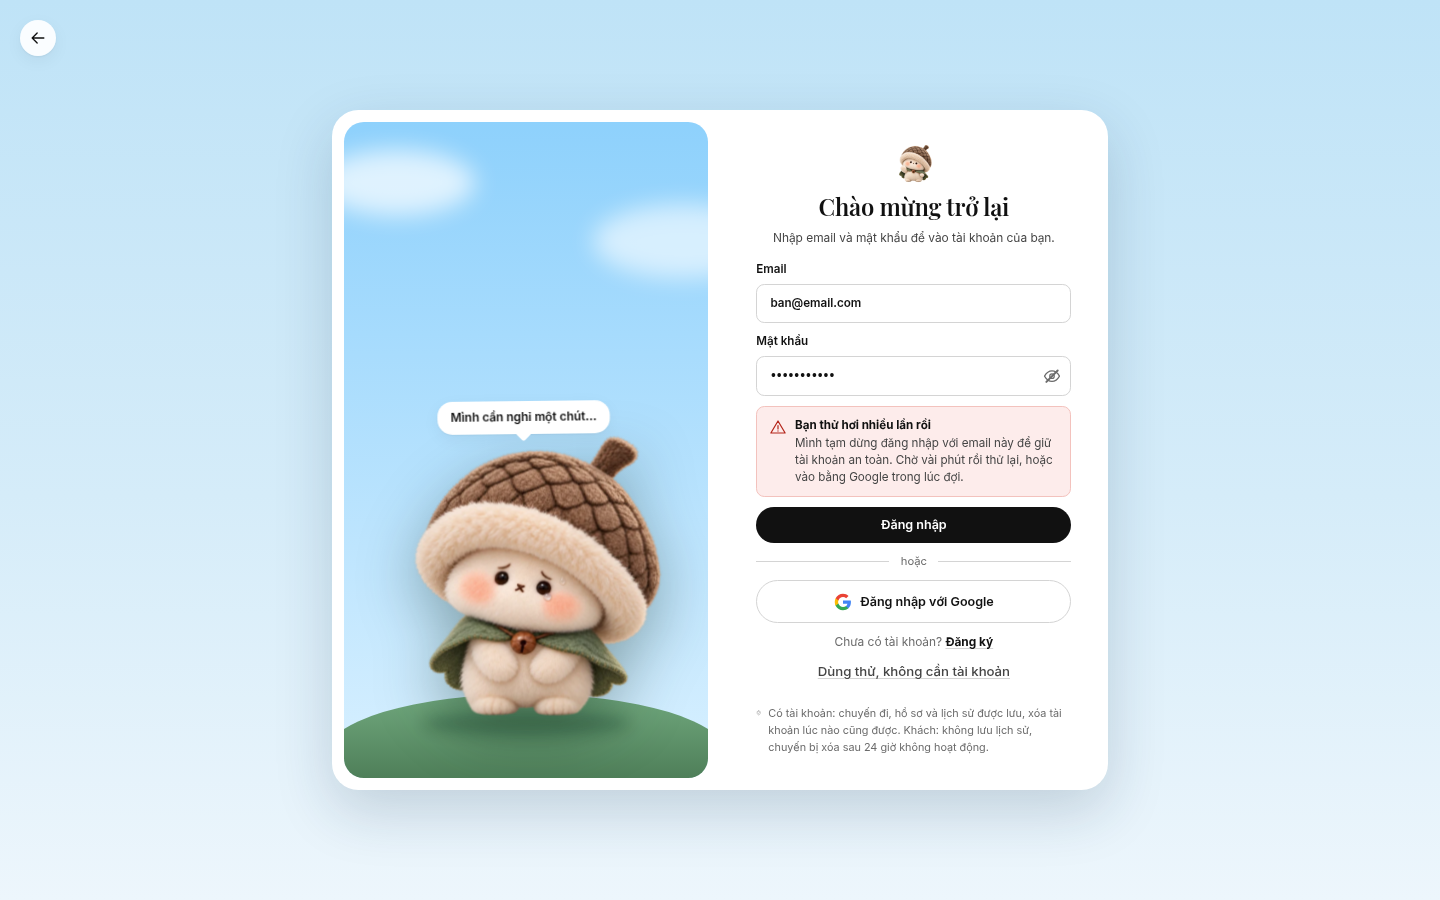 Mình cần nghỉ một chút...
Chào mừng trở lại
Nhập email và mật khẩu để vào tài khoản của bạn.
Email
ban@email.com
Mật khẩu
•••••••••••
Bạn thử hơi nhiều lần rồi
Mình tạm dừng đăng nhập với email này để giữ
tài khoản an toàn. Chờ vài phút rồi thử lại, hoặc
vào bằng Google trong lúc đợi.
Đăng nhập
hoặc
Đăng nhập với Google
Chưa có tài khoản? Đăng ký
Dùng thử, không cần tài khoản
Có tài khoản: chuyến đi, hồ sơ và lịch sử được lưu, xóa tài
khoản lúc nào cũng được. Khách: không lưu lịch sử,
chuyến bị xóa sau 24 giờ không hoạt động.